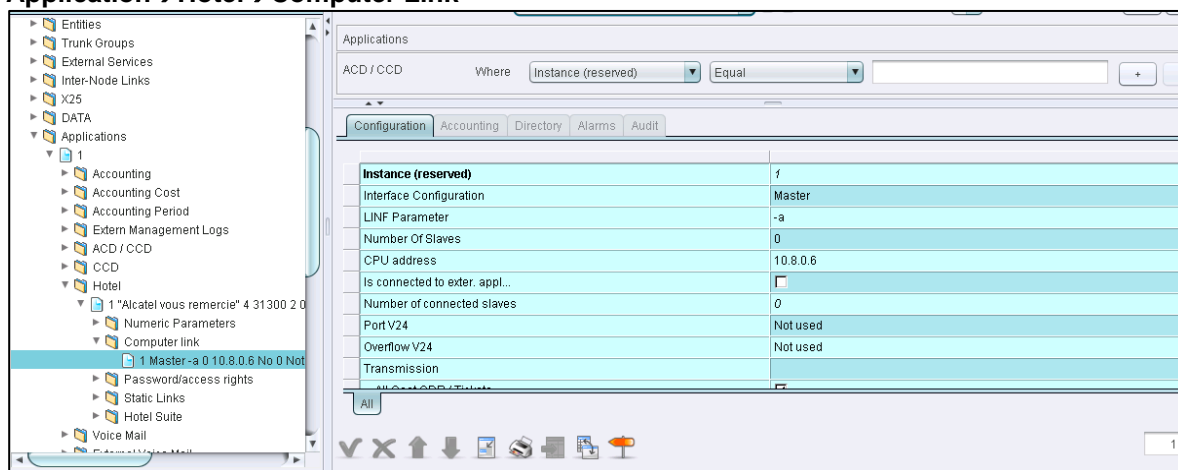 Application → Hotel → Computer Link
Entities
Trunk Groups
External Services
Inter-Node Links
X25
DATA
Applications
1
Accounting
Accounting Cost
Accounting Period
Extern Management Logs
ACD / CCD
CCD
Hotel
1 "Alcatel vous remercie" 4 31300 2 0
Numeric Parameters
Computer link
1 Master -a 0 10.8.0.6 No 0 Not
Password/access rights
Static Links
Hotel Suite
Voice Mail
External Voice Mail
Applications
ACD / CCD Where Instance (reserved) Equal +
Configuration Accounting Directory Alarms Audit
Instance (reserved) 1
Interface Configuration Master
LINF Parameter -a
Number Of Slaves 0
CPU address 10.8.0.6
Is connected to exter. appl...
Number of connected slaves 0
Port V24 Not used
Overflow V24 Not used
Transmission
All
1